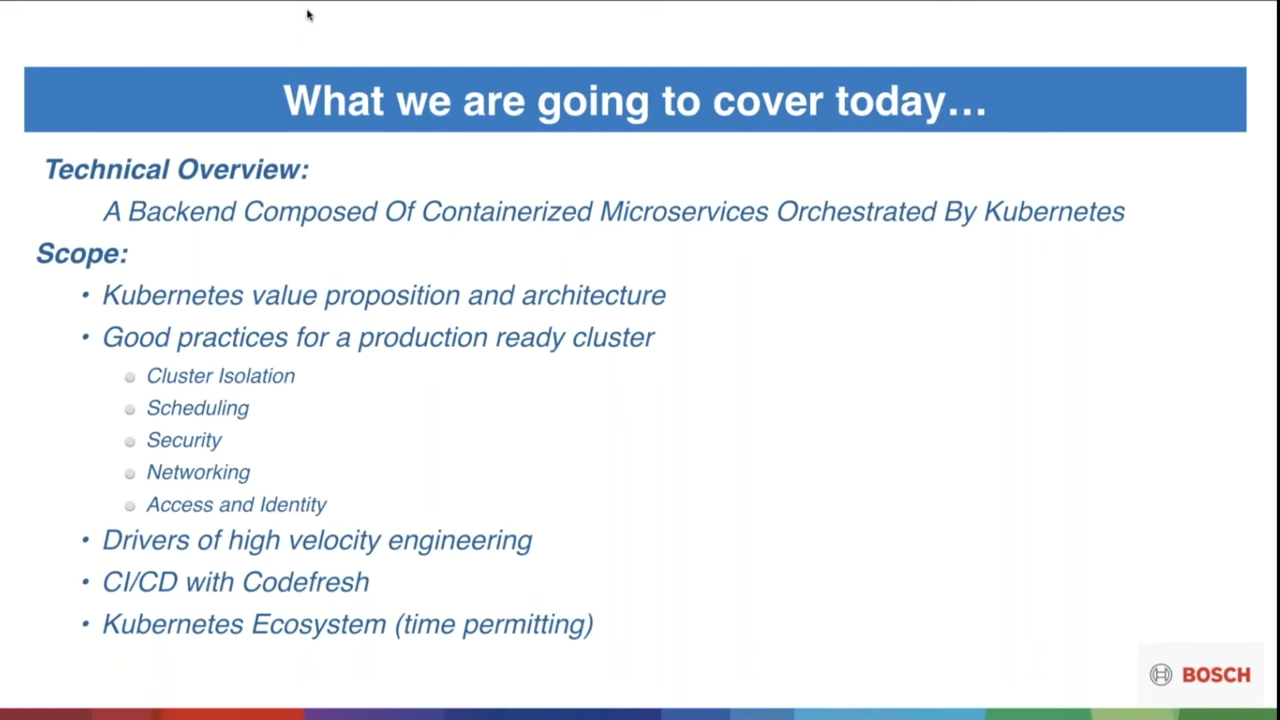 What we are going to cover today…
Technical Overview:
A Backend Composed Of Containerized Microservices Orchestrated By Kubernetes
Scope:
• Kubernetes value proposition and architecture
• Good practices for a production ready cluster
Cluster Isolation
Scheduling
Security
Networking
Access and Identity
• Drivers of high velocity engineering
• CI/CD with Codefresh
• Kubernetes Ecosystem (time permitting)
BOSCH